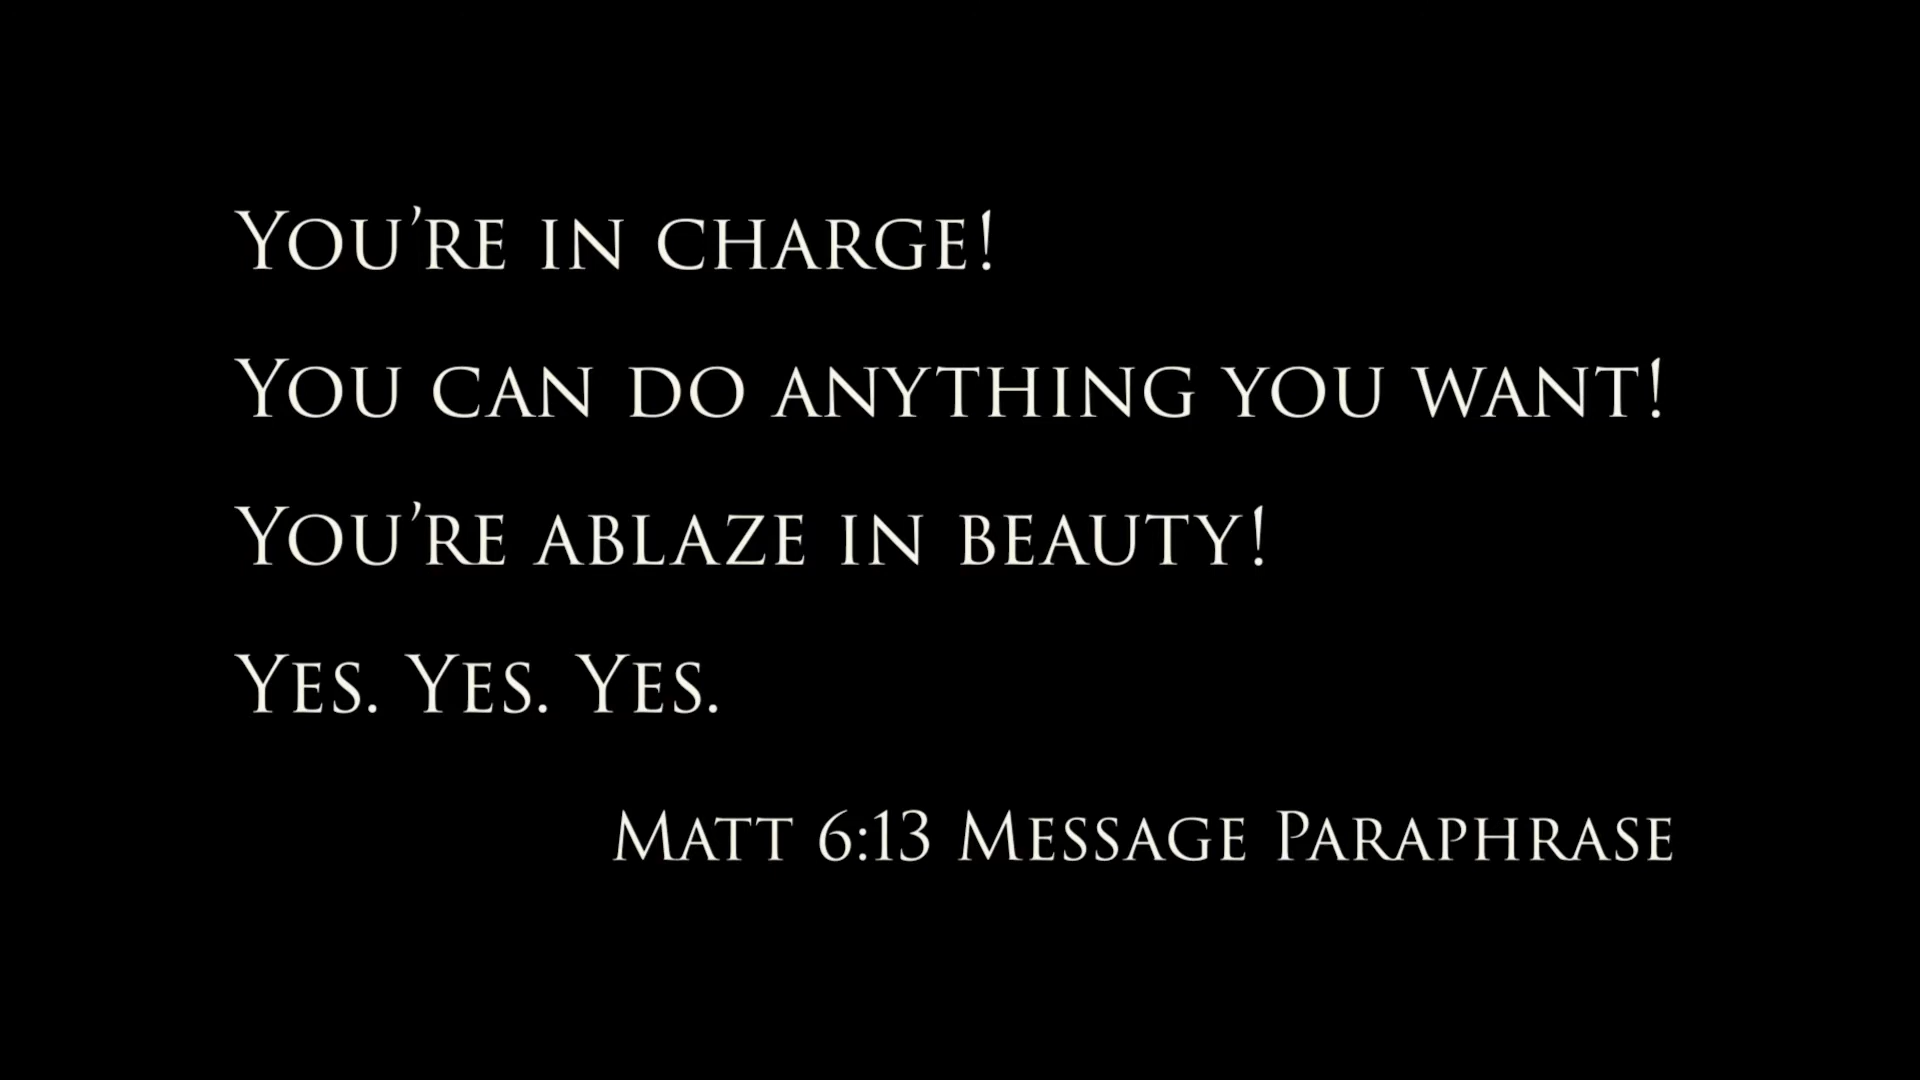 You’re in charge!
You can do anything you want!
You’re ablaze in beauty!
Yes. Yes. Yes.
Matt 6:13 Message Paraphrase